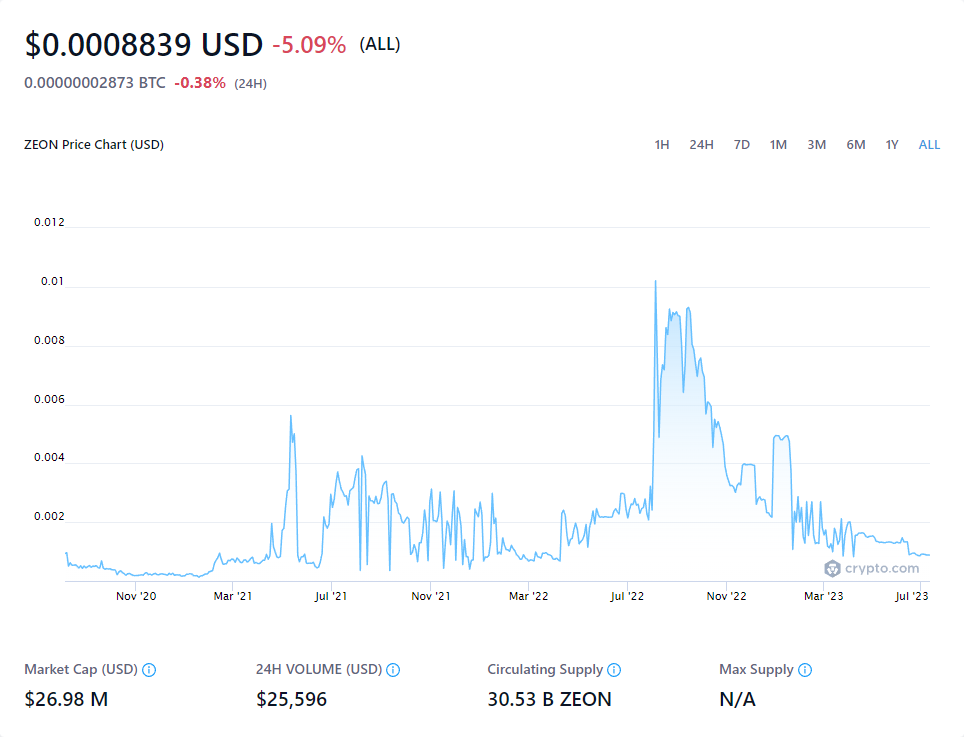 $0.0008839 USD -5.09% (ALL)
0.00000002873 BTC -0.38% (24H)
ZEON Price Chart (USD) 1H 24H 7D 1M 3M 6M 1Y ALL
0.012
0.01
0.008
0.006
0.004
0.002
crypto.com
Nov '20 Mar '21 Jul '21 Nov '21 Mar '22 Jul '22 Nov '22 Mar '23 Jul '23
Market Cap (USD) 24H VOLUME (USD) Circulating Supply Max Supply
$26.98 M $25,596 30.53 B ZEON N/A